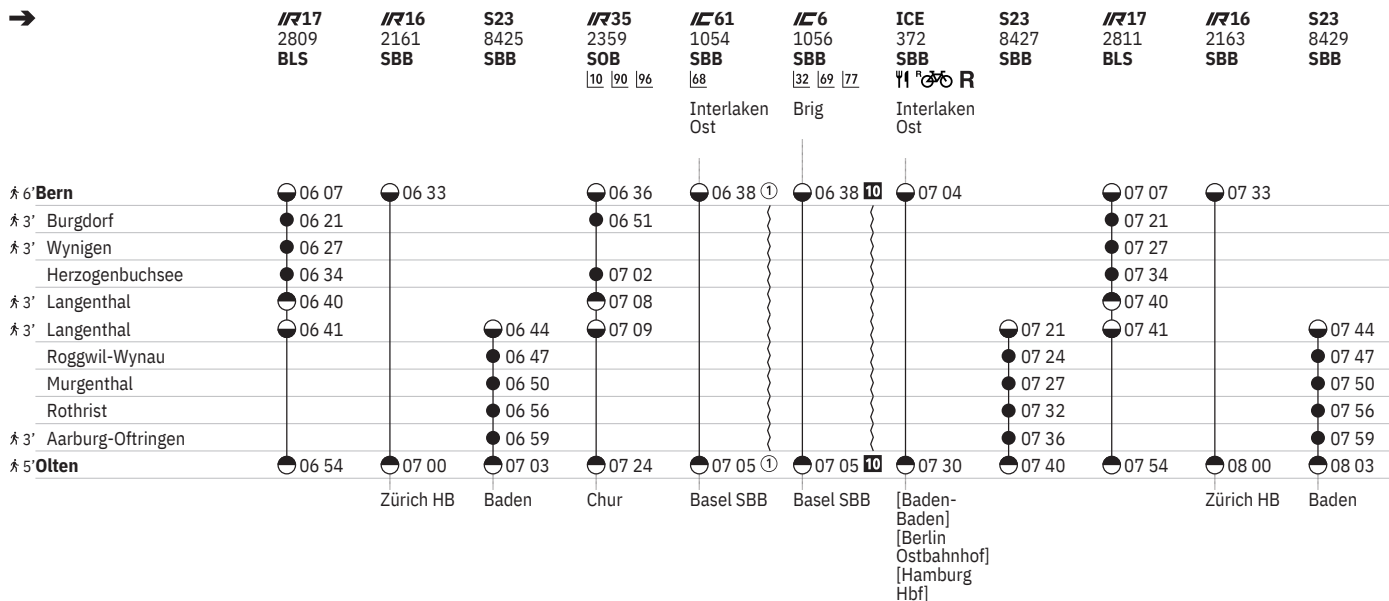 ➔ IR17 IR16 S23 IR35 IC61 IC6 ICE S23 IR17 IR16 S23
2809 2161 8425 2359 1054 1056 372 8427 2811 2163 8429
BLS SBB SBB SOB SBB SBB SBB SBB BLS SBB SBB
10 90 96 68 32 69 77 R R
Interlaken Brig Interlaken
Ost Ost
6' Bern 06 07 06 33 06 36 06 38 ① 06 38 10 07 04 07 07 07 33
3' Burgdorf 06 21 06 51 07 21
3' Wynigen 06 27 07 27
Herzogenbuchsee 06 34 07 02 07 34
3' Langenthal 06 40 07 08 07 40
3' Langenthal 06 41 06 44 07 09 07 21 07 41 07 44
Roggwil-Wynau 06 47 07 24 07 47
Murgenthal 06 50 07 27 07 50
Rothrist 06 56 07 32 07 56
3' Aarburg-Oftringen 06 59 07 36 07 59
5' Olten 06 54 07 00 07 03 07 24 07 05 ① 07 05 10 07 30 07 40 07 54 08 00 08 03
Zürich HB Baden Chur Basel SBB Basel SBB [Baden- Zürich HB Baden
Baden]
[Berlin
Ostbahnhof]
[Hamburg
Hbf]